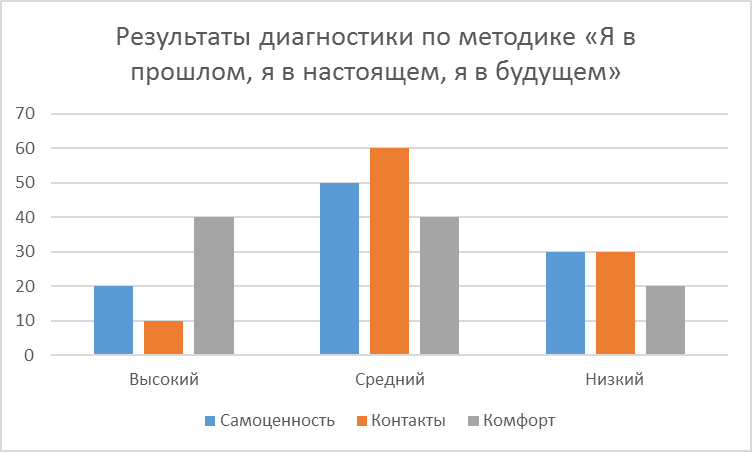 Результаты диагностики по методике «Я в
прошлом, я в настоящем, я в будущем»
70
60
50
40
30
20
10
0
Высокий Средний Низкий
Самоценность Контакты Комфорт